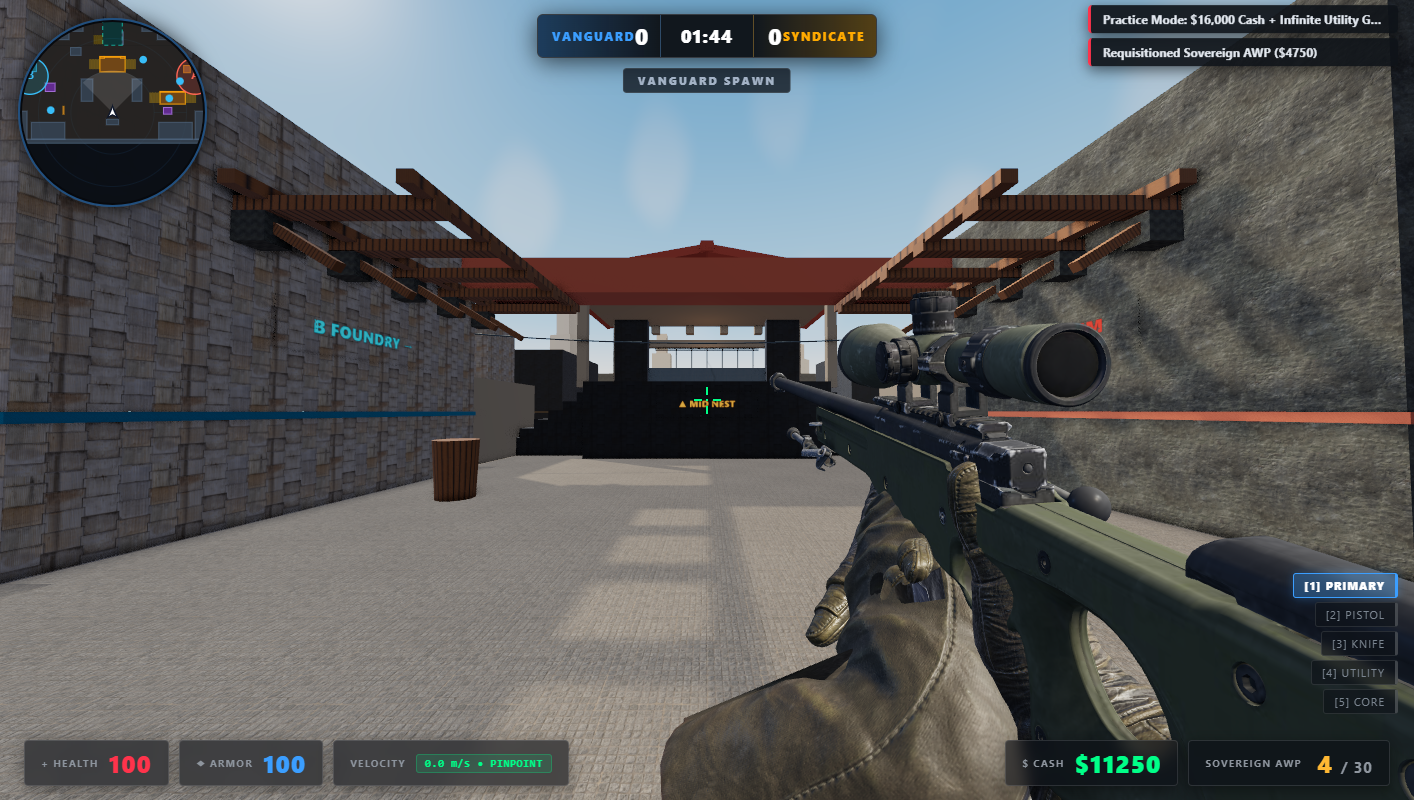 VANGUARD 0 01:44 0 SYNDICATE
VANGUARD SPAWN
Practice Mode: $16,000 Cash + Infinite Utility G...
Requisitioned Sovereign AWP ($4750)
B FOUNDRY
M
▲ MID NEST
[1] PRIMARY
[2] PISTOL
[3] KNIFE
[4] UTILITY
[5] CORE
+ HEALTH 100
◆ ARMOR 100
VELOCITY 0.0 m/s • PINPOINT
$ CASH $11250
SOVEREIGN AWP 4 / 30